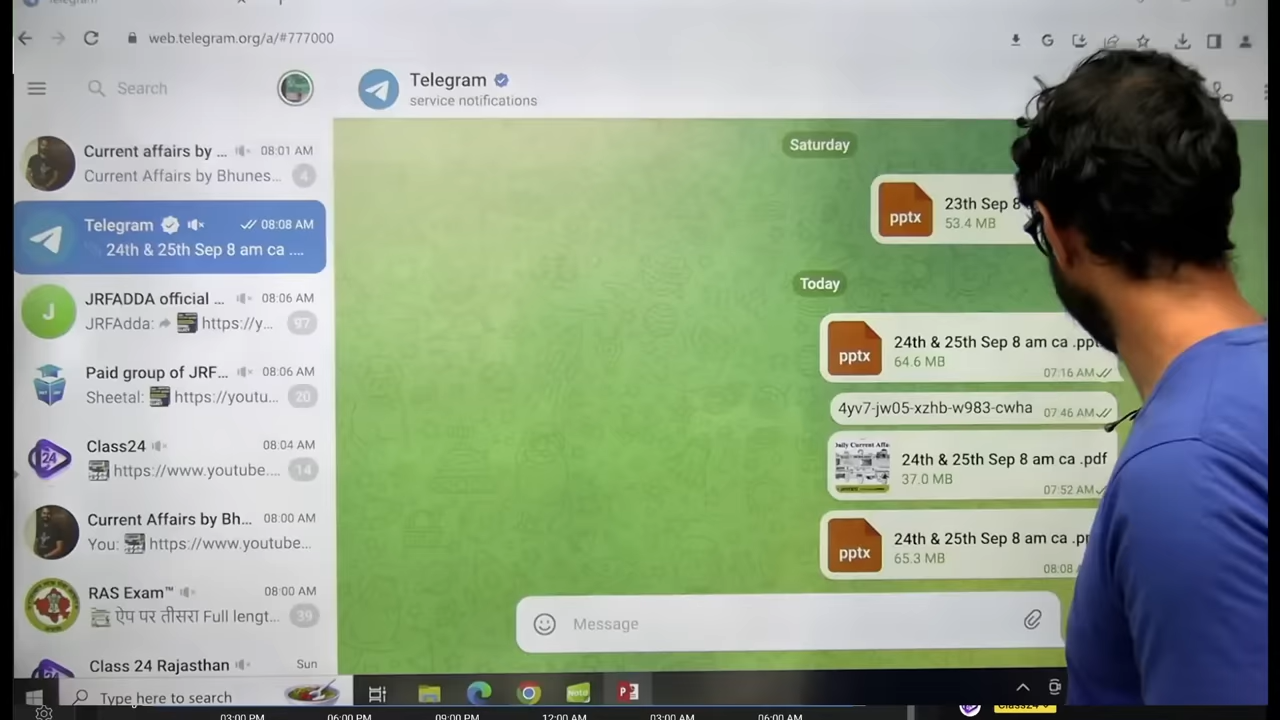 Telegram
web.telegram.org/a/#777000
Search
Telegram
service notifications
Current affairs by ... 08:01 AM
Current Affairs by Bhunes... 4
Telegram 08:08 AM
24th & 25th Sep 8 am ca ....
J
JRFADDA official ... 08:06 AM
JRFAdda: https://y... 97
Paid group of JRF... 08:06 AM
Sheetal: https://youtu... 20
24
Class24 08:04 AM
https://www.youtube.... 14
Current Affairs by Bh... 08:00 AM
You: https://www.youtube...
RAS Exam™ 08:00 AM
ऐप पर तीसरा Full lengt... 39
Class 24 Rajasthan Sun
Saturday
pptx
23th Sep 8
53.4 MB
Today
pptx
24th & 25th Sep 8 am ca .ppt
64.6 MB
07:16 AM
4yv7-jw05-xzhb-w983-cwha 07:46 AM
24th & 25th Sep 8 am ca .pdf
37.0 MB
07:52 AM
pptx
24th & 25th Sep 8 am ca .p
65.3 MB
08:08
Message
Type here to search
03:00 PM 06:00 PM 09:00 PM 12:00 AM 03:00 AM 06:00 AM
Class24